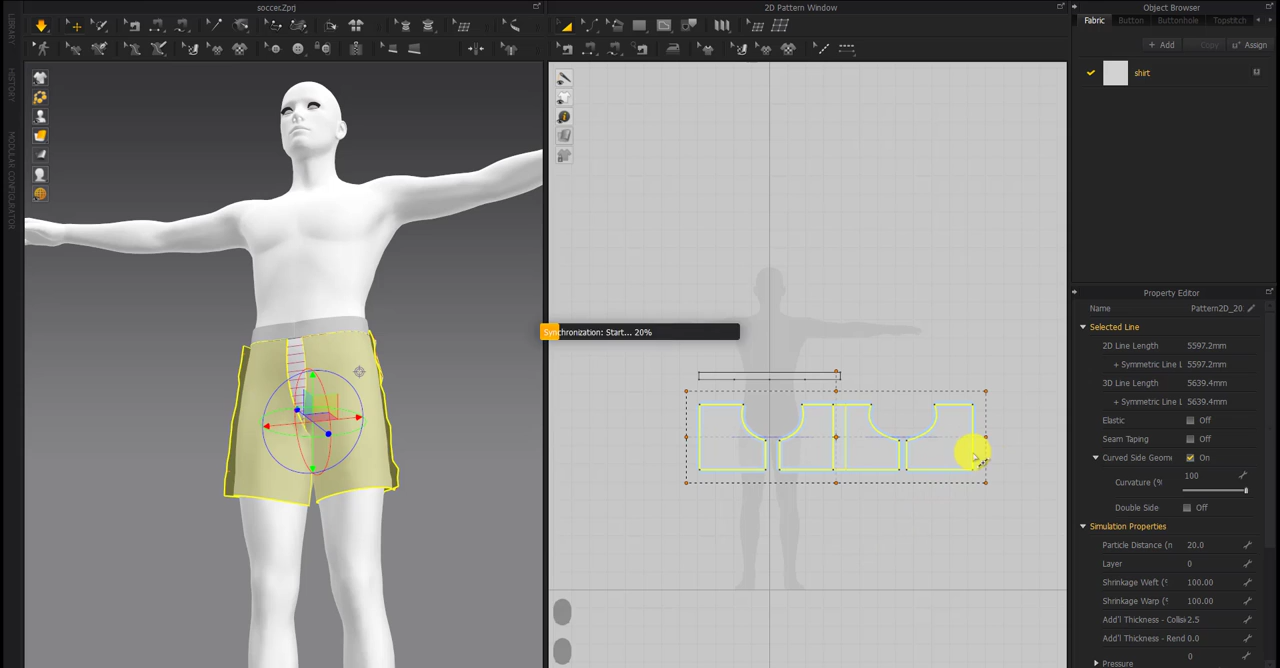 soccer.Zprj
2D Pattern Window
Object Browser
Fabric
Button
Buttonhole
Topstitch
+ Add
Copy
Assign
shirt
LIBRARY
HISTORY
MODULAR CONFIGURATOR
Synchronization: Start... 20%
Property Editor
Name Pattern2D_20
Selected Line
2D Line Length 5597.2mm
+ Symmetric Line L 5597.2mm
3D Line Length 5639.4mm
+ Symmetric Line L 5639.4mm
Elastic Off
Seam Taping Off
Curved Side Geome On
Curvature (% 100
Double Side Off
Simulation Properties
Particle Distance (n 20.0
Layer 0
Shrinkage Weft (% 100.00
Shrinkage Warp (% 100.00
Add'l Thickness - Collisi 2.5
Add'l Thickness - Rend 0.0
Pressure 0